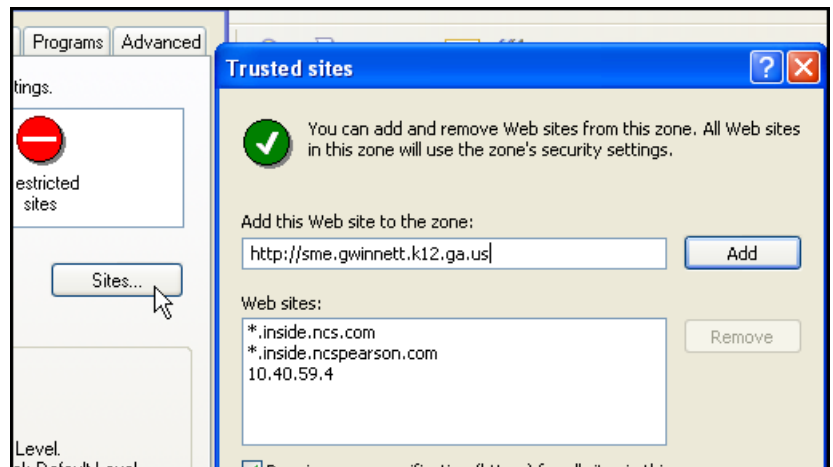 Programs Advanced
tings.
estricted
sites
Sites...
Level.
Trusted sites
You can add and remove Web sites from this zone. All Web sites
in this zone will use the zone's security settings.
Add this Web site to the zone:
http://sme.gwinnett.k12.ga.us
Add
Web sites:
*.inside.ncs.com
*.inside.ncspearson.com
10.40.59.4
Remove